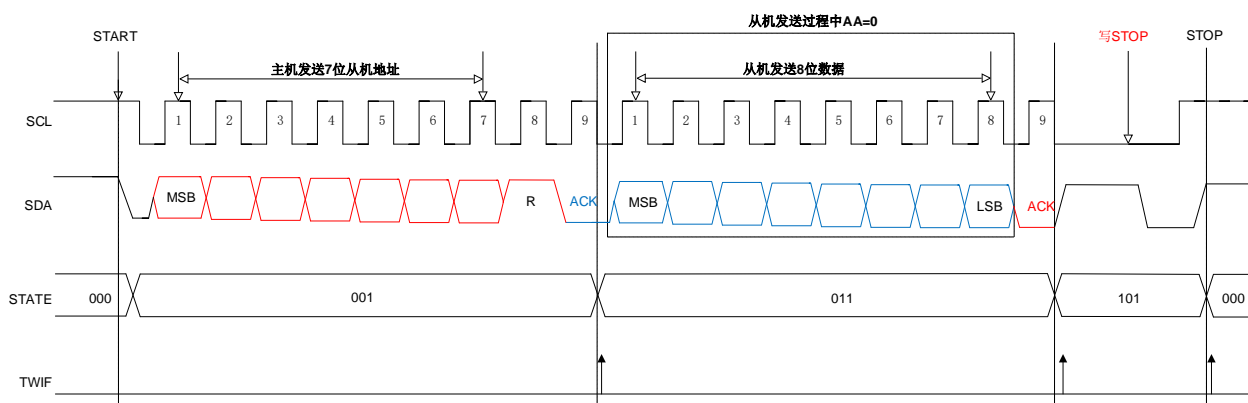 从机发送过程中AA=0
START
写STOP
STOP
主机发送7位从机地址
从机发送8位数据
SCL 1 2 3 4 5 6 7 8 9 1 2 3 4 5 6 7 8 9
SDA MSB R ACK MSB LSB ACK
STATE 000 001 011 101 000
TWIF